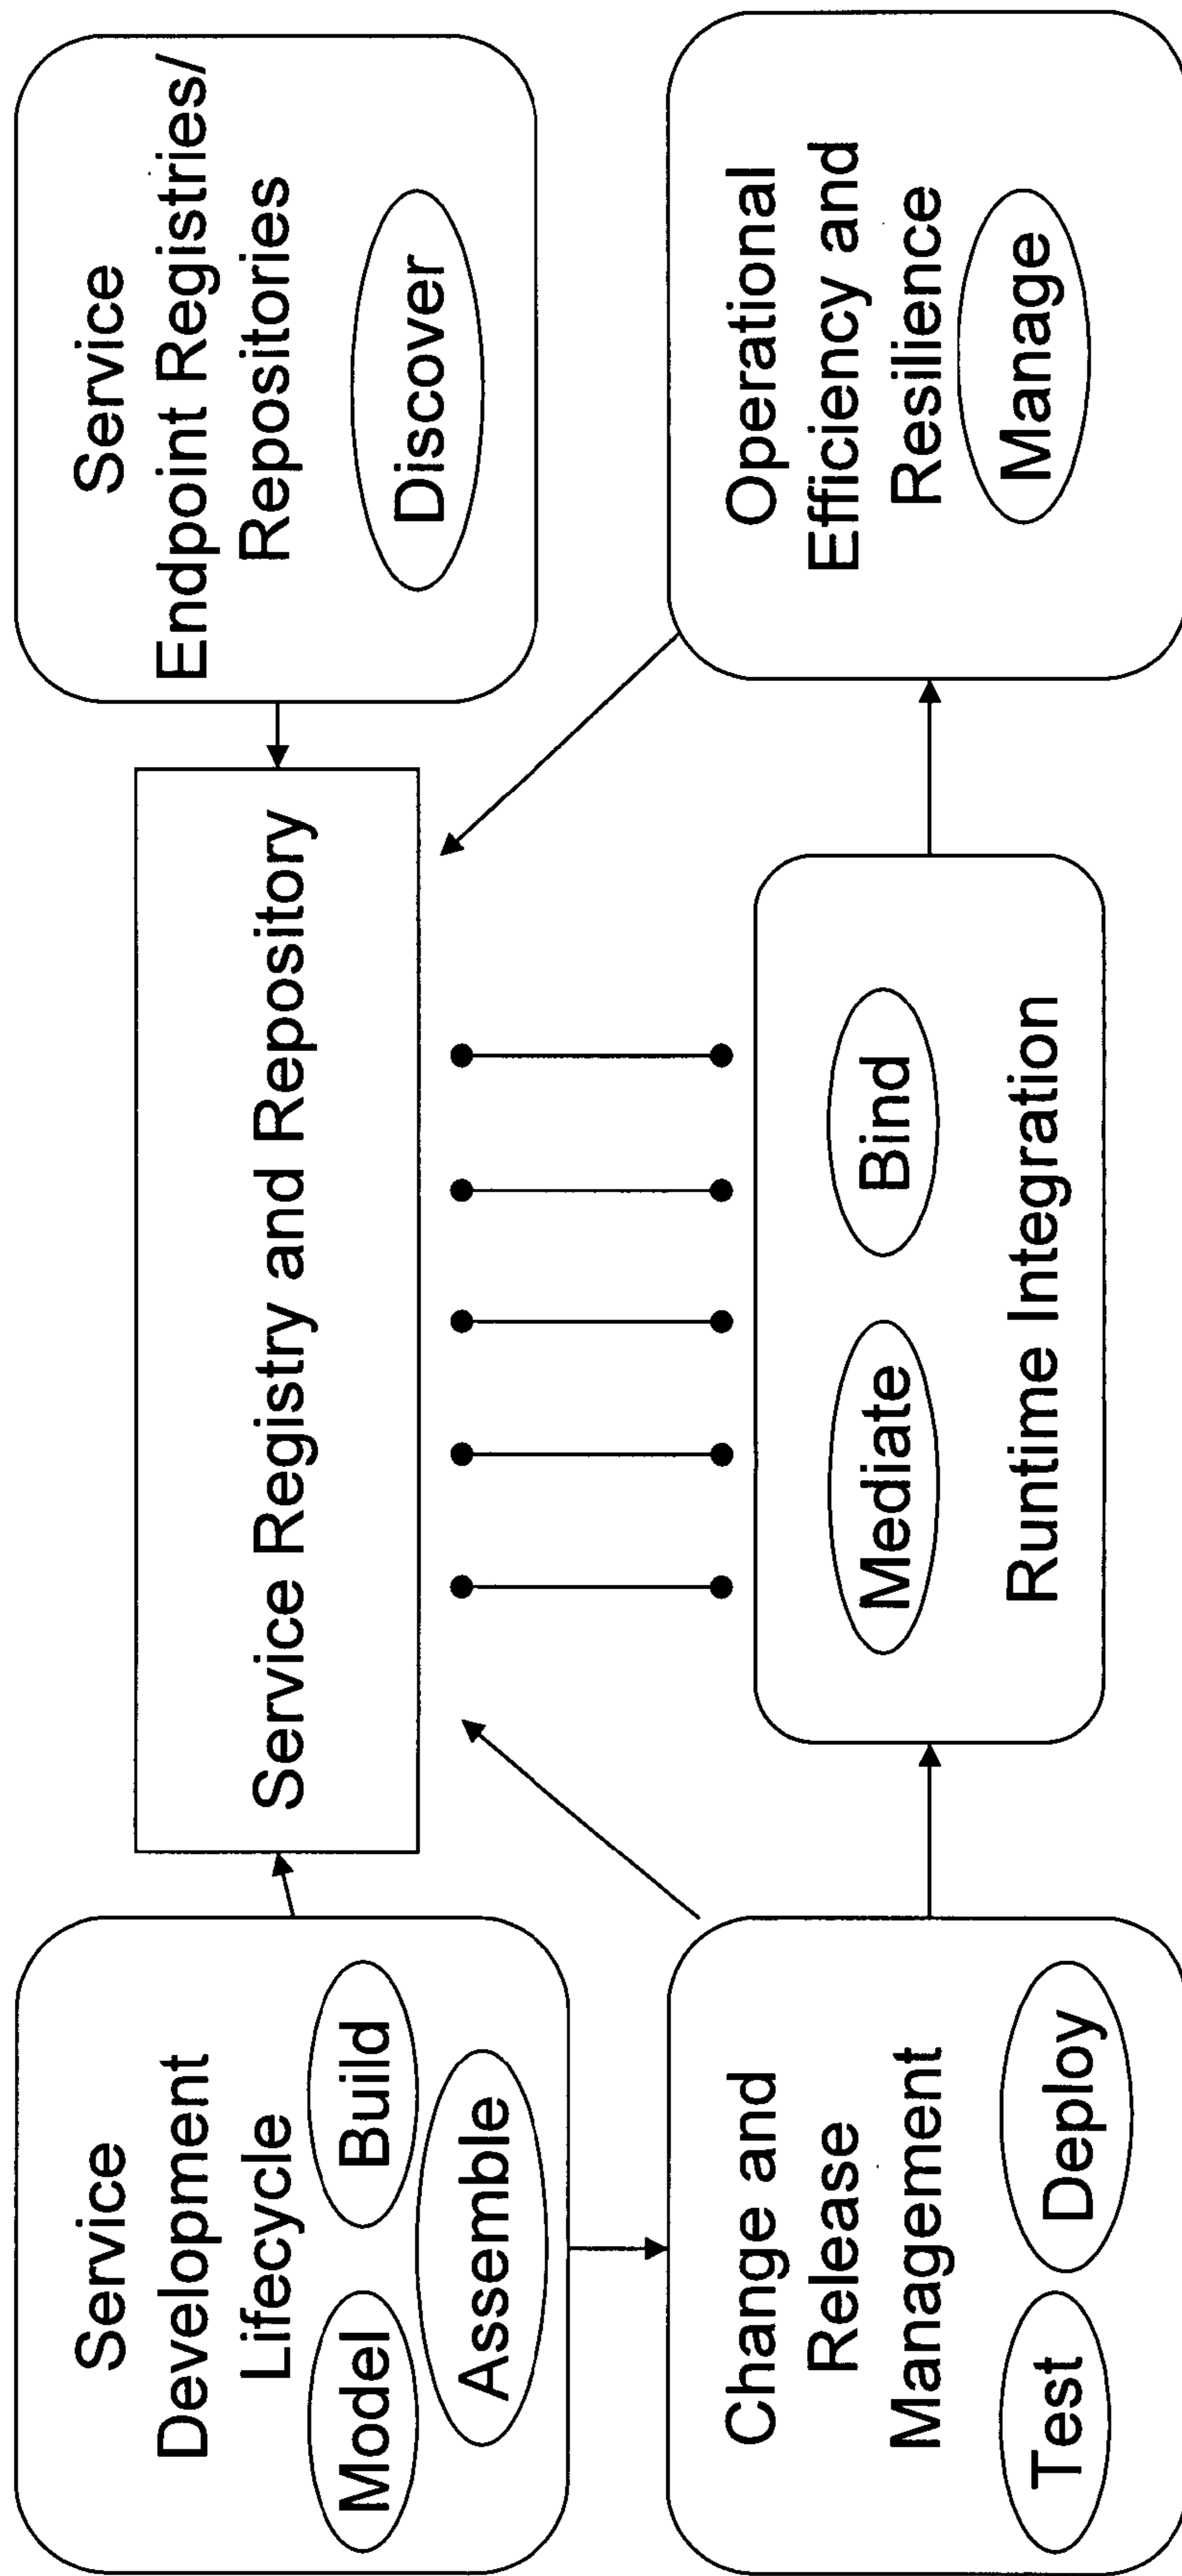 Service
Development
Lifecycle
Model
Build
Assemble
Service Registry and Repository
Service
Endpoint Registries/
Repositories
Discover
Change and
Release
Management
Test
Deploy
Mediate
Bind
Runtime Integration
Operational
Efficiency and
Resilience
Manage